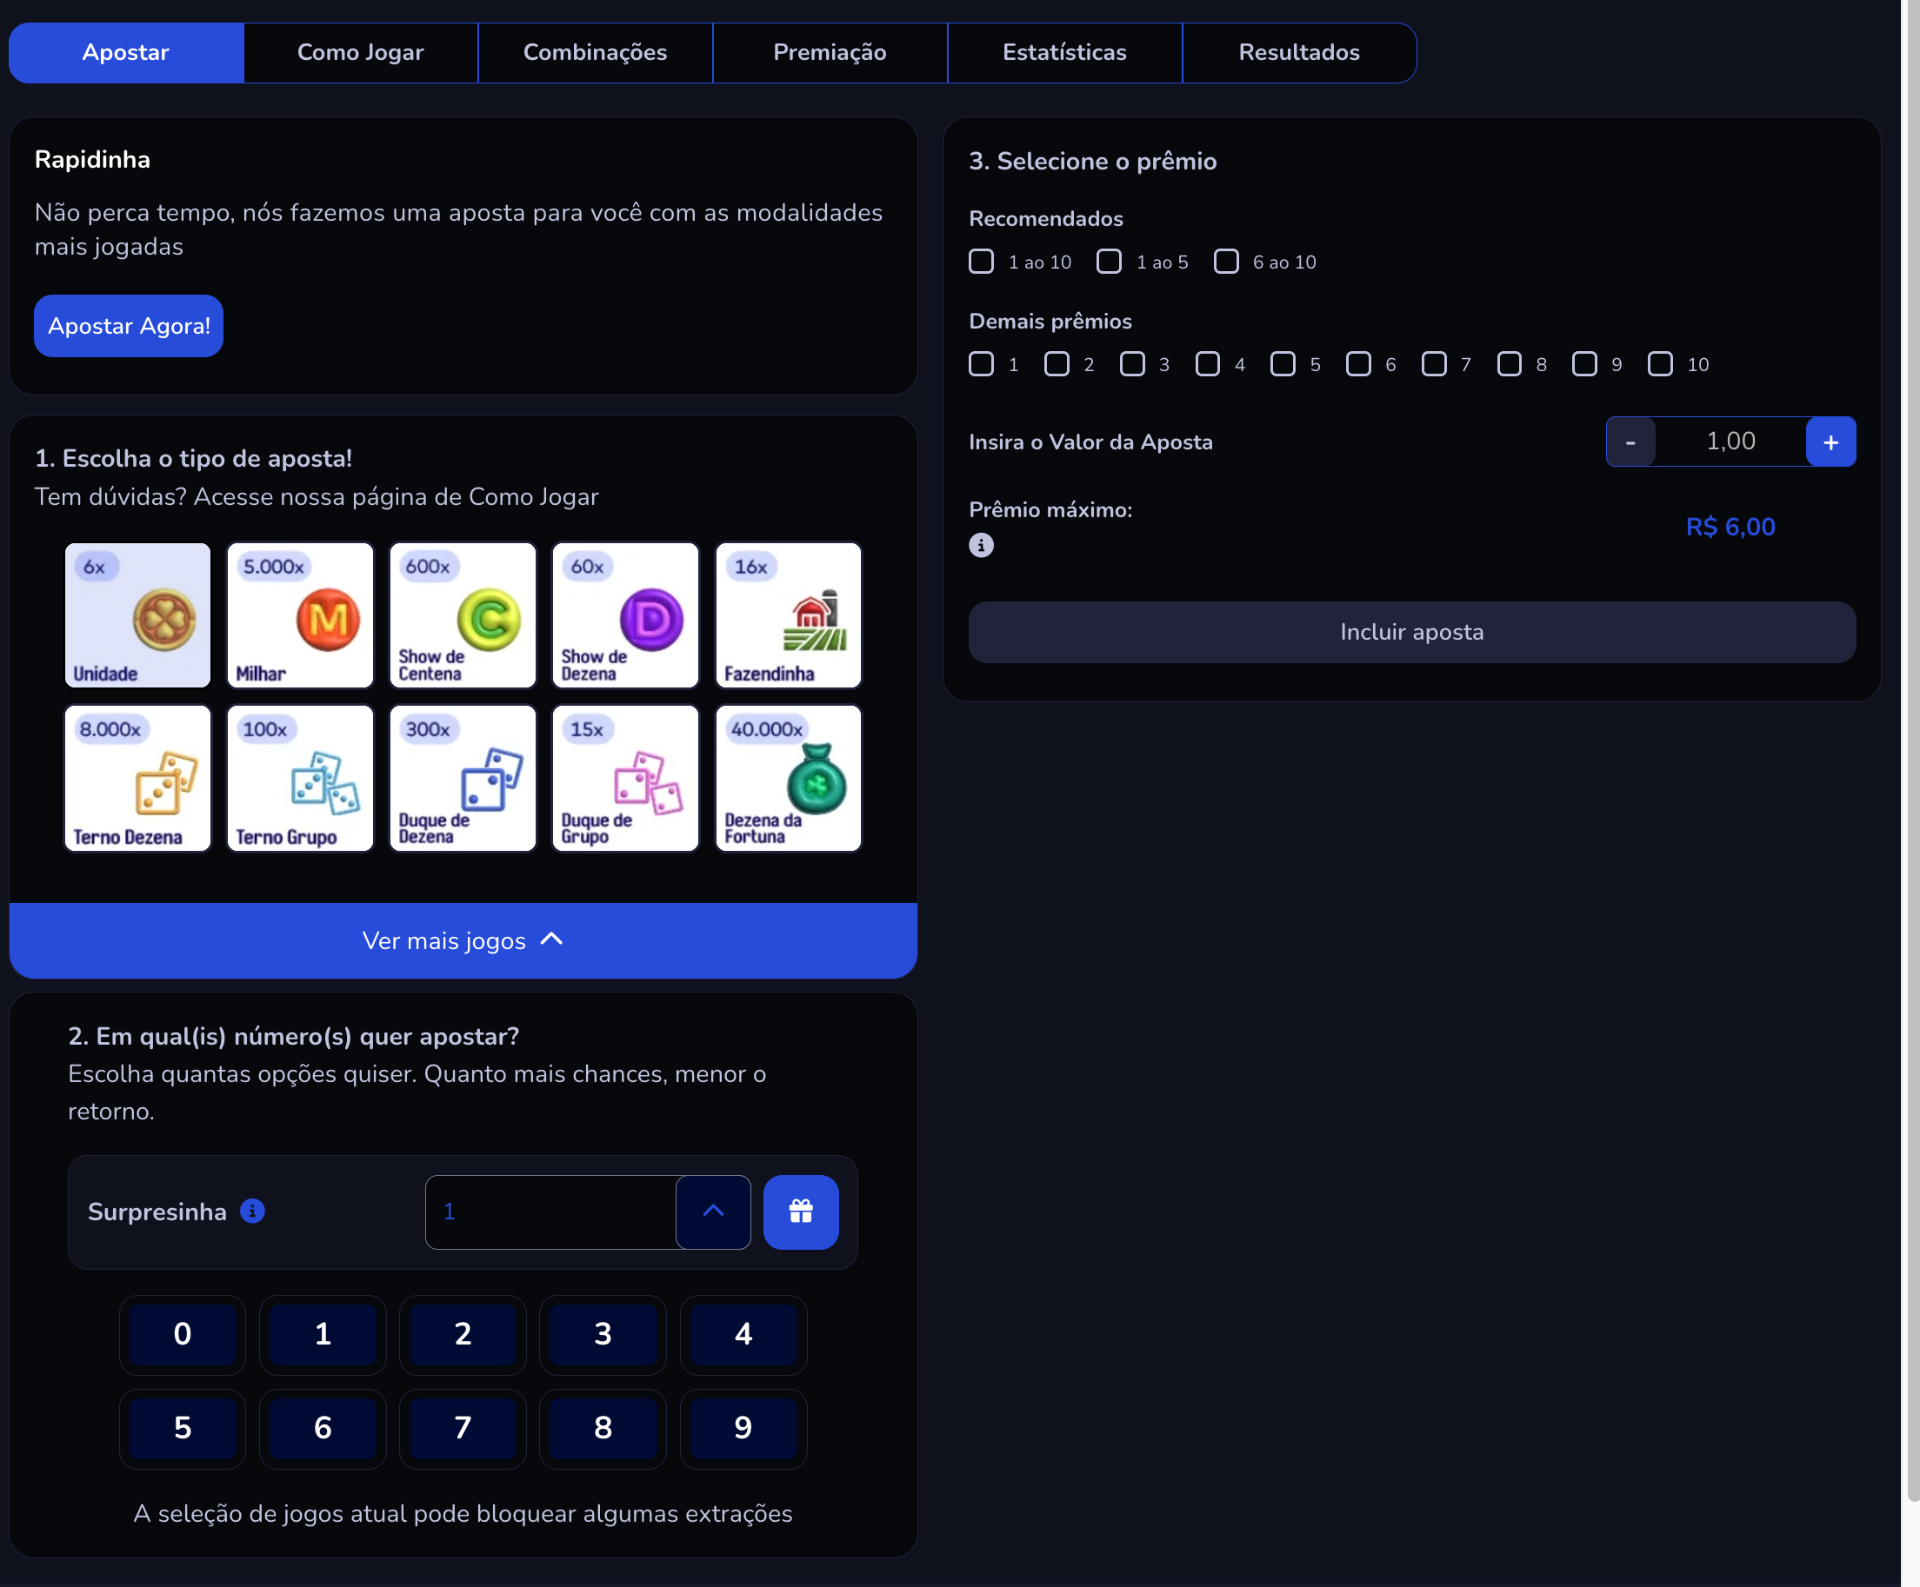 Apostar
Como Jogar
Combinações
Premiação
Estatísticas
Resultados
Rapidinha
Não perca tempo, nós fazemos uma aposta para você com as modalidades
mais jogadas
Apostar Agora!
1. Escolha o tipo de aposta!
Tem dúvidas? Acesse nossa página de Como Jogar
6x
Unidade
5.000x
M
Milhar
600x
C
Show de
Centena
60x
D
Show de
Dezena
16x
Fazendinha
8.000x
Terno Dezena
100x
Terno Grupo
300x
Duque de
Dezena
15x
Duque de
Grupo
40.000x
Dezena da
Fortuna
Ver mais jogos
2. Em qual(is) número(s) quer apostar?
Escolha quantas opções quiser. Quanto mais chances, menor o
retorno.
Surpresinha
1
0 1 2 3 4
5 6 7 8 9
A seleção de jogos atual pode bloquear algumas extrações
3. Selecione o prêmio
Recomendados
1 ao 10 1 ao 5 6 ao 10
Demais prêmios
1 2 3 4 5 6 7 8 9 10
Insira o Valor da Aposta
- 1,00 +
Prêmio máximo:
R$ 6,00
Incluir aposta